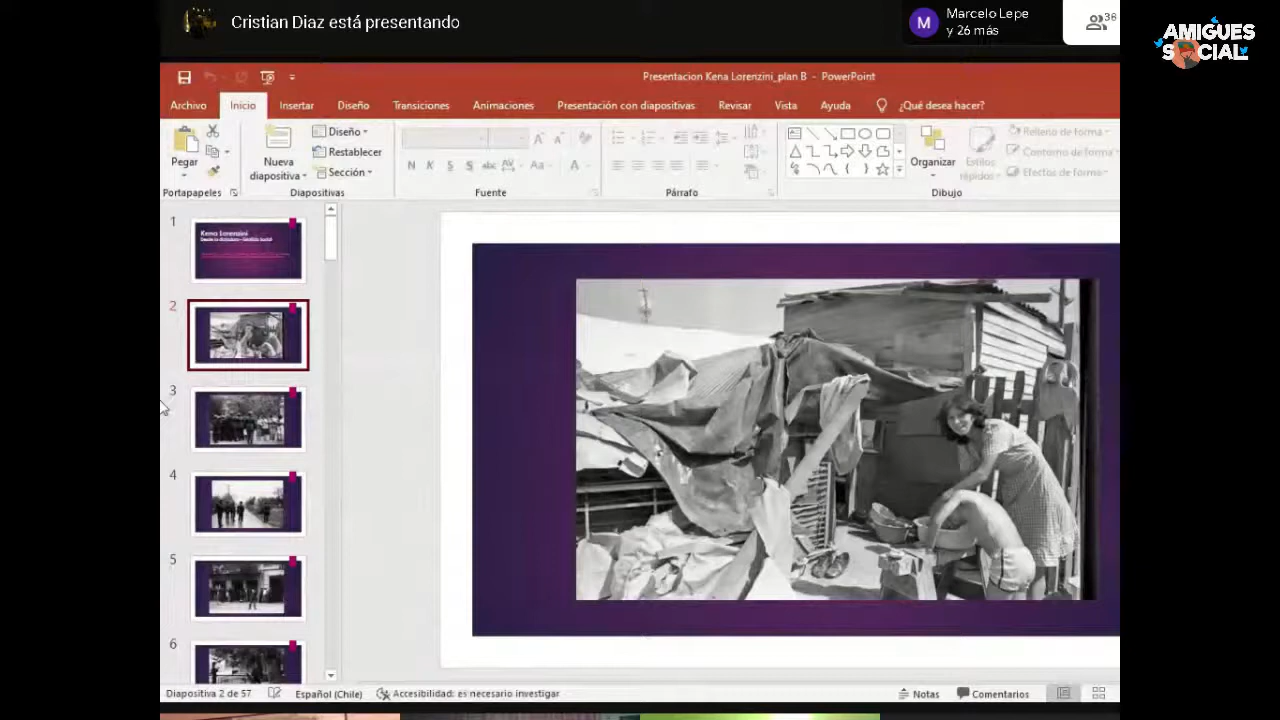 Cristian Diaz está presentando
M
Marcelo Lepe
y 26 más
38
AMIGUES
SOCIAL
Presentacion Kena Lorenzini_plan B - PowerPoint
Archivo Inicio Insertar Diseño Transiciones Animaciones Presentación con diapositivas Revisar Vista Ayuda ¿Qué desea hacer?
Pegar
Portapapeles
Nueva
diapositiva
Diseño
Restablecer
Sección
Diapositivas
N K S S abc AV Aa A
Fuente
Párrafo
Organizar
Estilos
rápidos
Relleno de forma
Contorno de forma
Efectos de forma
Dibujo
1
Kena Lorenzini
2
3
4
5
6
Diapositiva 2 de 57 Español (Chile) Accesibilidad: es necesario investigar Notas Comentarios